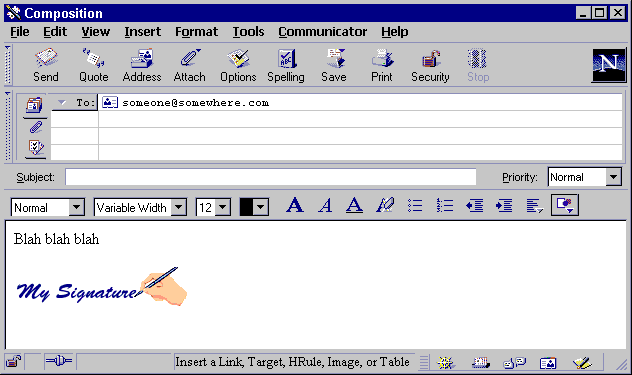 Composition
File Edit View Insert Format Tools Communicator Help
Send Quote Address Attach Options Spelling Save Print Security Stop
ABC
N
To: someone@somewhere.com
Subject: Priority: Normal
Normal Variable Width 12 A A A A
Blah blah blah
My Signature
Insert a Link, Target, HRule, Image, or Table